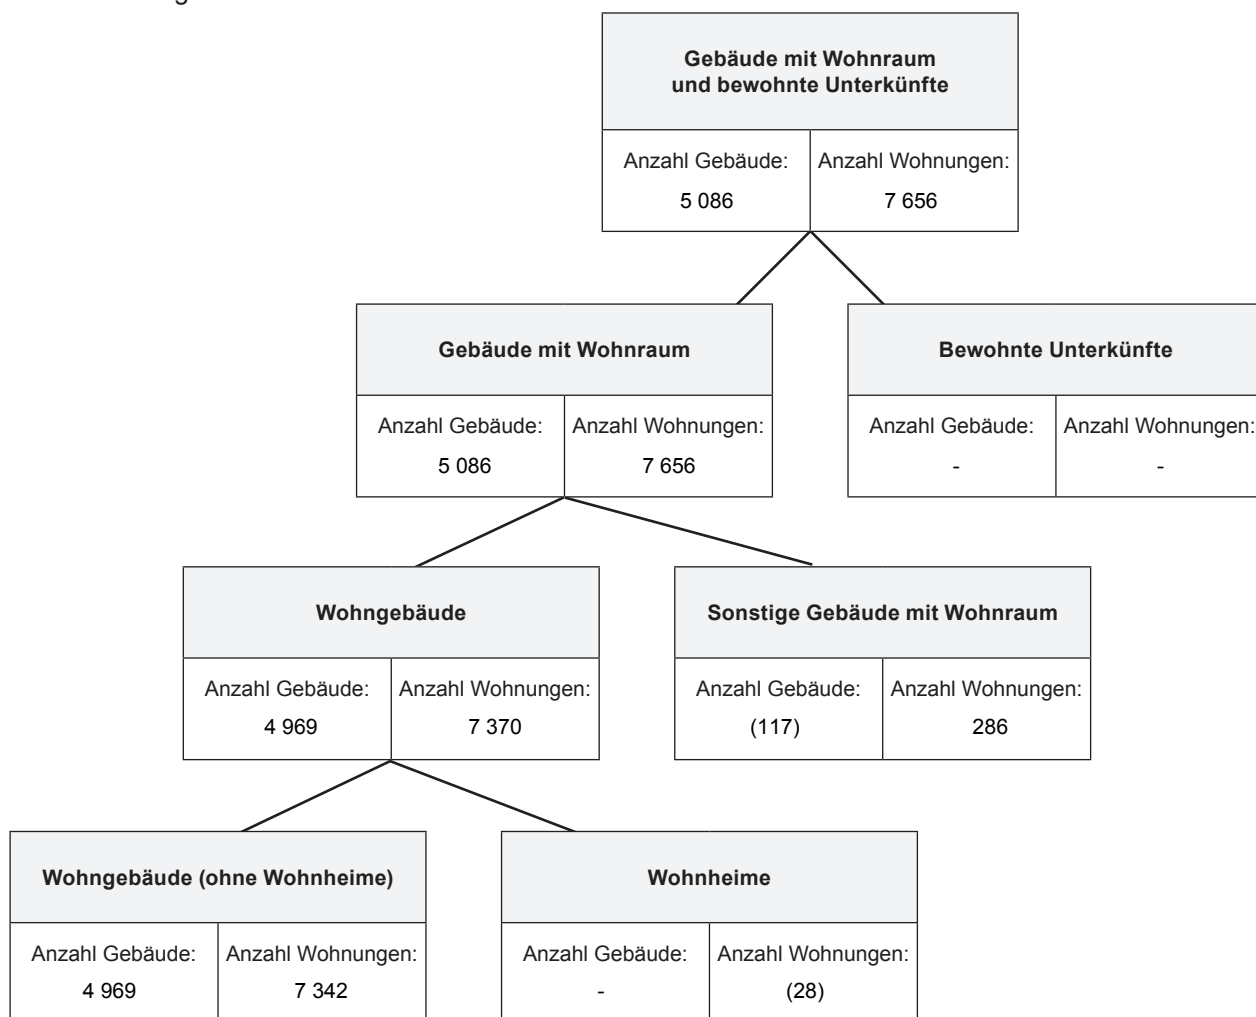 Gebäude mit Wohnraum
und bewohnte Unterkünfte
Anzahl Gebäude: Anzahl Wohnungen:
5 086 7 656
Gebäude mit Wohnraum Bewohnte Unterkünfte
Anzahl Gebäude: Anzahl Wohnungen: Anzahl Gebäude: Anzahl Wohnungen:
5 086 7 656 - -
Wohngebäude Sonstige Gebäude mit Wohnraum
Anzahl Gebäude: Anzahl Wohnungen: Anzahl Gebäude: Anzahl Wohnungen:
4 969 7 370 (117) 286
Wohngebäude (ohne Wohnheime) Wohnheime
Anzahl Gebäude: Anzahl Wohnungen: Anzahl Gebäude: Anzahl Wohnungen:
4 969 7 342 - (28)